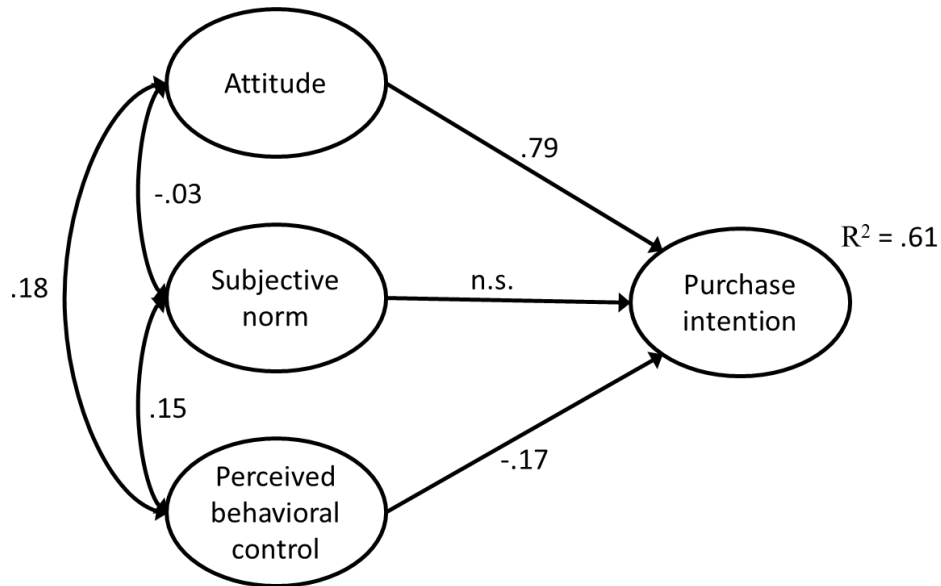 Attitude
.79
-.03
R² = .61
.18
Subjective
norm
n.s.
Purchase
intention
.15
-.17
Perceived
behavioral
control